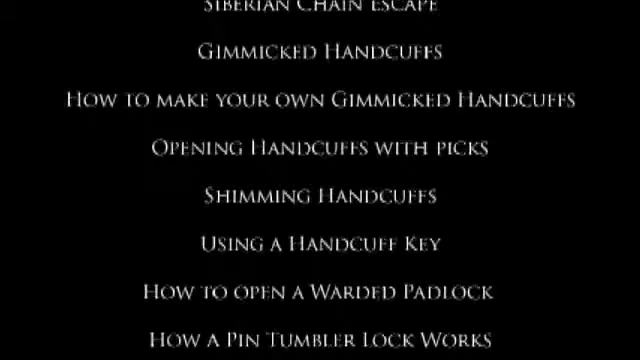 Siberian Chain Escape
Gimmicked Handcuffs
How to make your own Gimmicked Handcuffs
Opening Handcuffs with picks
Shimming Handcuffs
Using a Handcuff Key
How to open a Warded Padlock
How a Pin Tumbler Lock Works